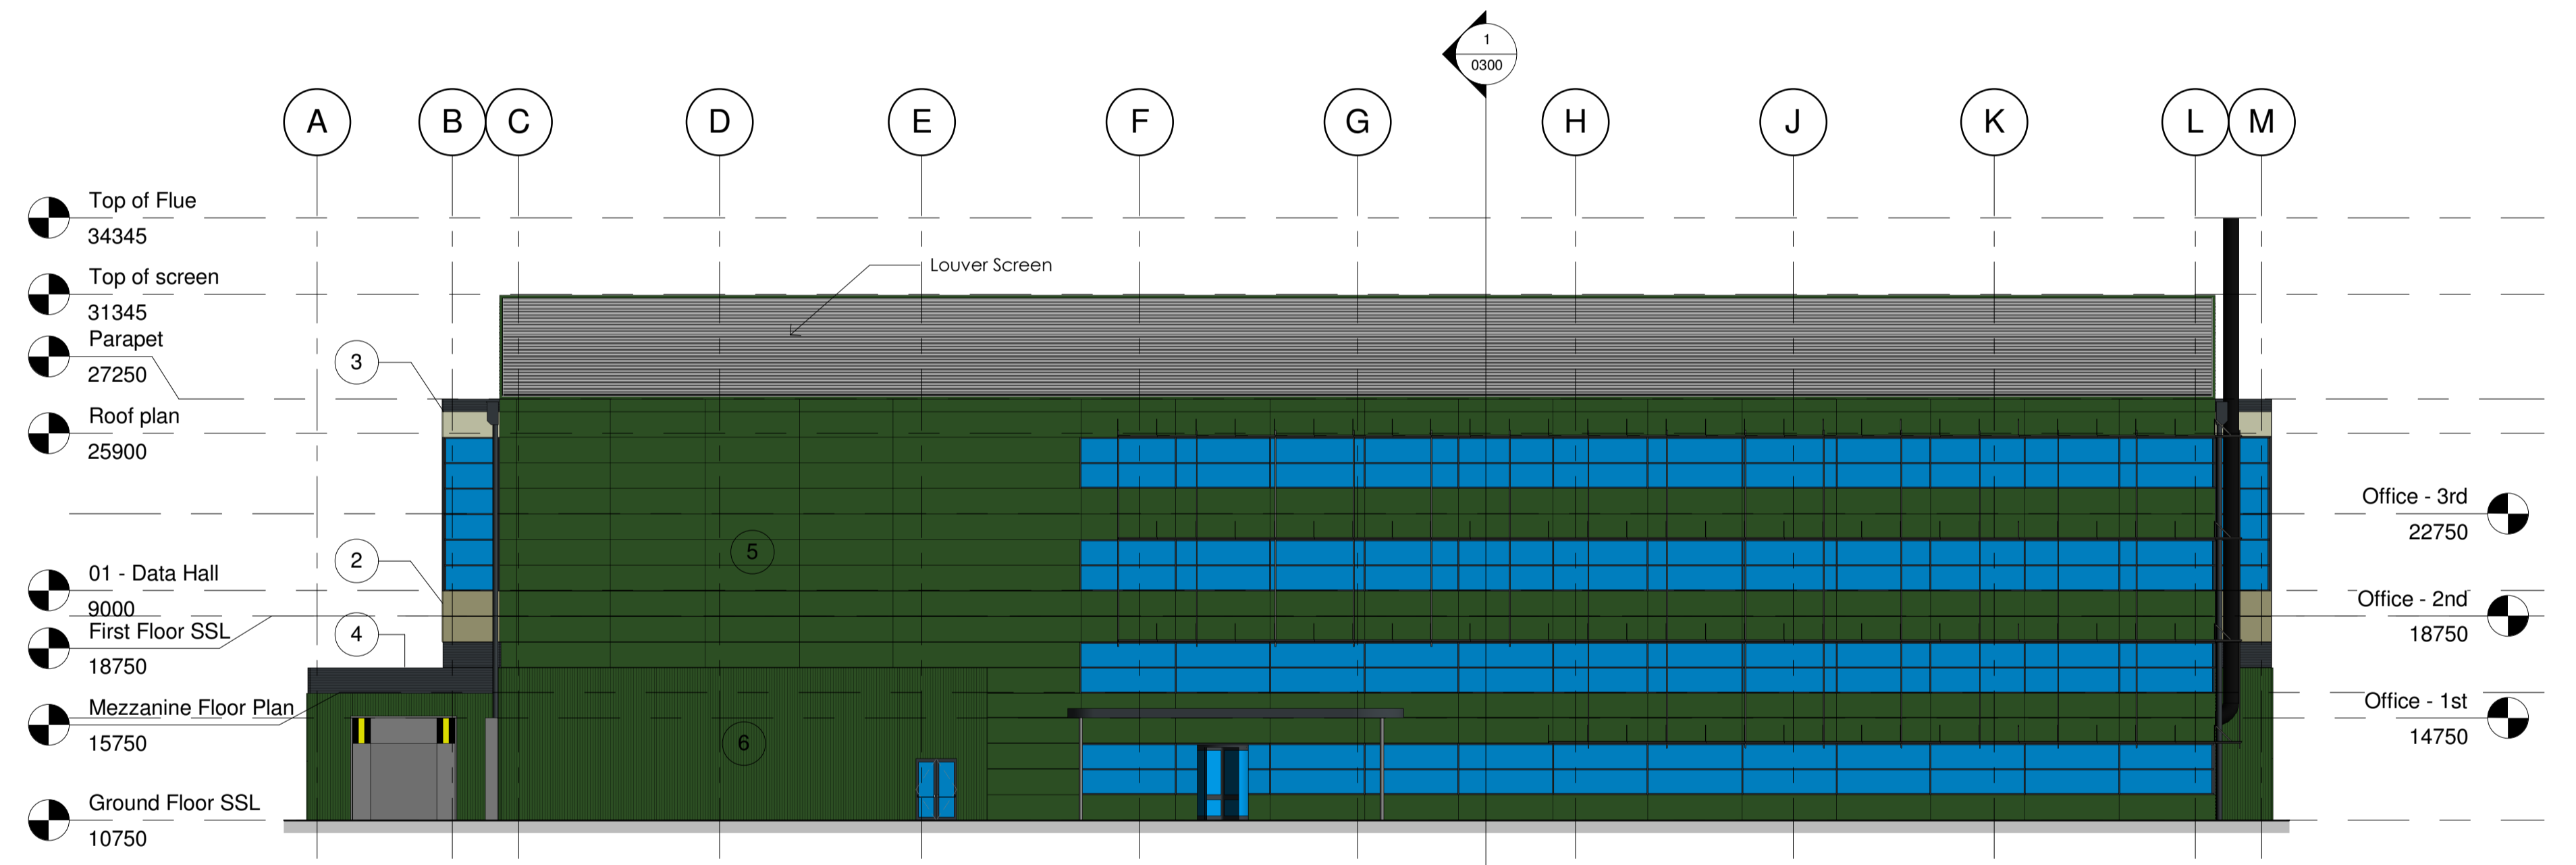 1
0300
A B C D E F G H J K L M
Top of Flue
34345
Top of screen
31345
Louver Screen
Parapet
27250
3
Roof plan
25900
Office - 3rd
22750
5
2
01 - Data Hall
9000
Office - 2nd
18750
First Floor SSL
18750
4
Office - 1st
14750
Mezzanine Floor Plan
15750
6
Ground Floor SSL
10750